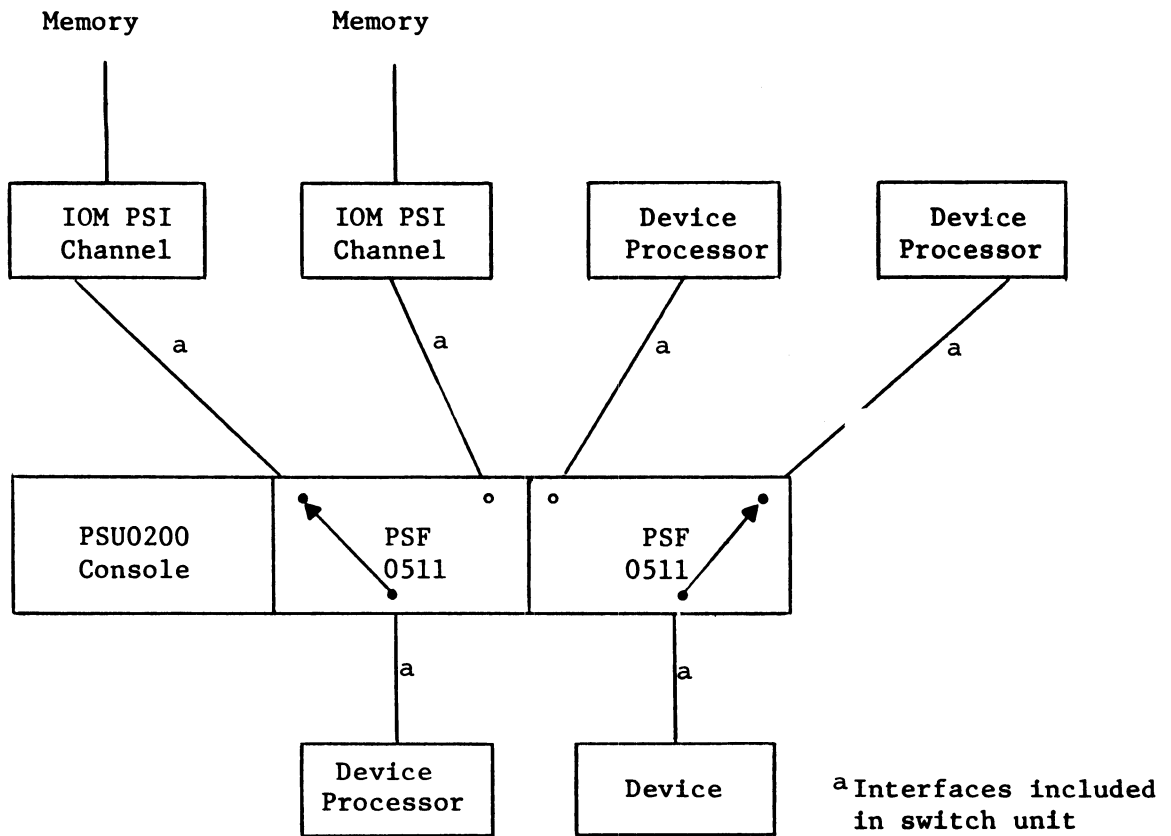 Memory
Memory
IOM PSI
Channel
IOM PSI
Channel
Device
Processor
Device
Processor
a
a
a
a
PSU0200
Console
PSF
0511
PSF
0511
a
a
Device
Processor
Device
a Interfaces included
in switch unit